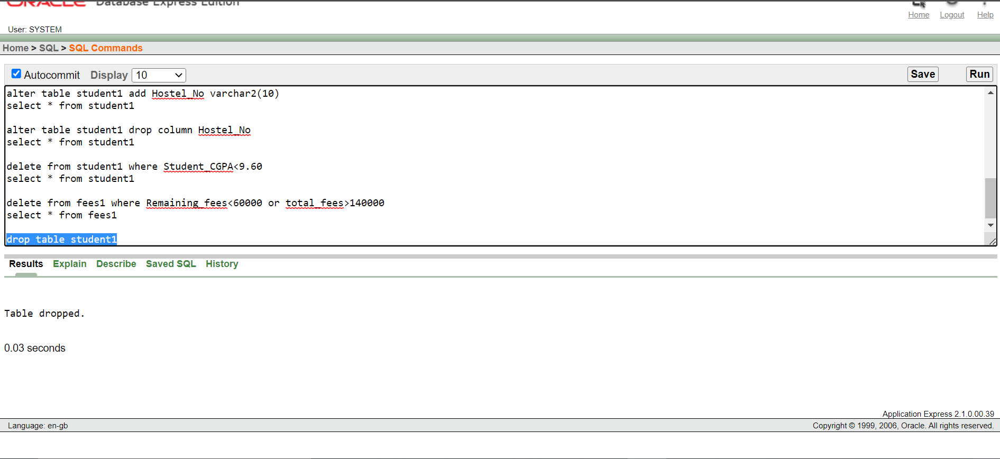 ORACLE Database Express Edition
Home Logout Help
User: SYSTEM
Home > SQL > SQL Commands
Autocommit Display 10 Save Run
alter table student1 add Hostel_No varchar2(10)
select * from student1
alter table student1 drop column Hostel_No
select * from student1
delete from student1 where Student_CGPA<9.60
select * from student1
delete from fees1 where Remaining_fees<60000 or total_fees>140000
select * from fees1
drop table student1
Results Explain Describe Saved SQL History
Table dropped.
0.03 seconds
Application Express 2.1.0.00.39
Language: en-gb Copyright © 1999, 2006, Oracle. All rights reserved.